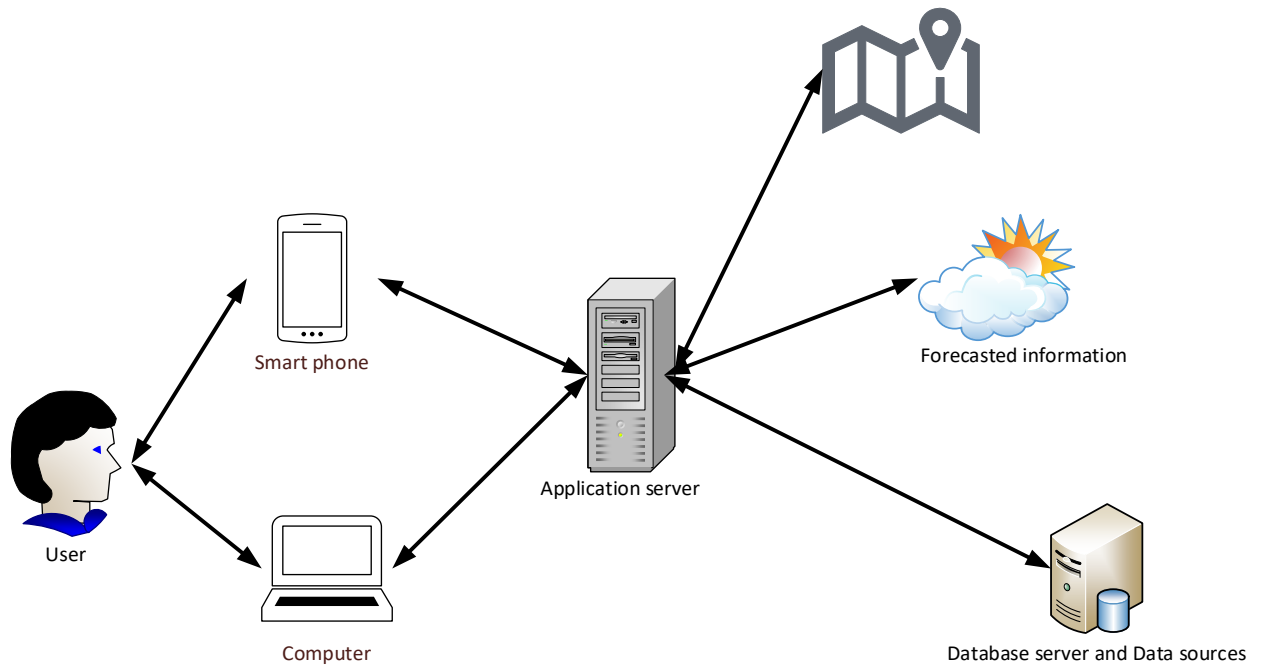 Smart phone
Forecasted information
Application server
User
Computer
Database server and Data sources